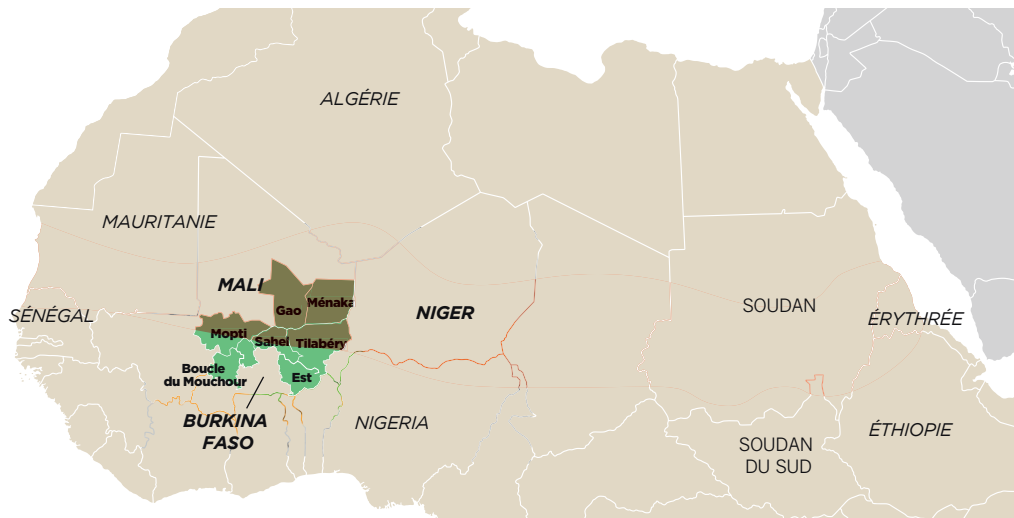 ALGÉRIE
MAURITANIE
MALI
Gao
Ménaka
NIGER
SOUDAN
SÉNÉGAL
ÉRYTHRÉE
Mopti
Sahel
Tilabéry
Boucle
du Mouchour
Est
BURKINA
FASO
NIGERIA
ÉTHIOPIE
SOUDAN
DU SUD